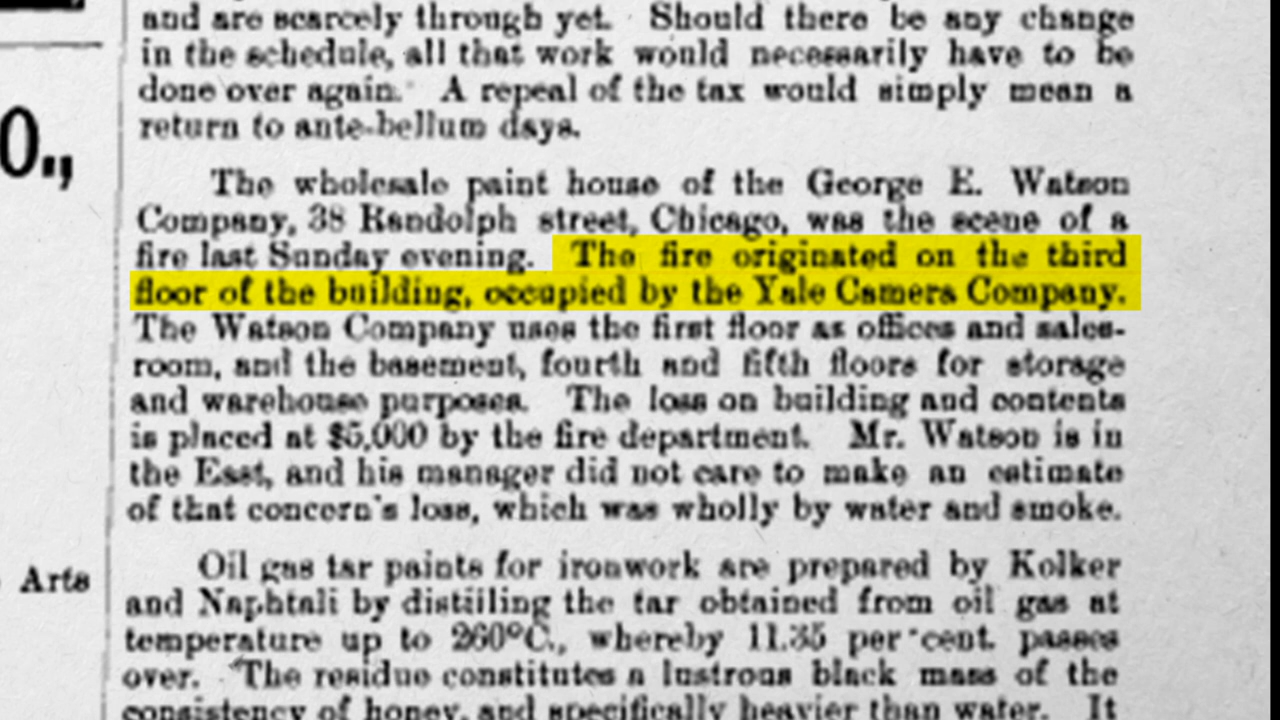 and are scarcely through yet. Should there be any change
in the schedule, all that work would necessarily have to be
done over again. A repeal of the tax would simply mean a
return to ante-bellum days.
O.,
The wholesale paint house of the George E. Watson
Company, 38 Randolph street, Chicago, was the scene of a
fire last Sunday evening. The fire originated on the third
floor of the building, occupied by the Yale Camera Company.
The Watson Company uses the first floor as offices and sales-
room, and the basement, fourth and fifth floors for storage
and warehouse purposes. The loss on building and contents
is placed at $5,000 by the fire department. Mr. Watson is in
the East, and his manager did not care to make an estimate
of that concern's loss, which was wholly by water and smoke.
Arts
Oil gas tar paints for ironwork are prepared by Kolker
and Naphtali by distilling the tar obtained from oil gas at
temperature up to 260°C., whereby 11.35 per cent. passes
over. The residue constitutes a lustrous black mass of the
consistency of honey, and specifically heavier than water. It